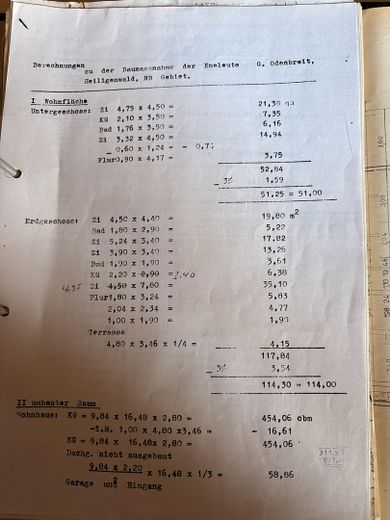 Berechnungen zu der Baumassnahme der Eheleute G. Odenbreit,
Heiligenwald, NB Gebiet.
I Wohnfläche
Untergeschoss: Zi 4,75 x 4,50 = 21,38 qm
Kü 2,10 x 3,50 = 7,35
Bad 1,76 x 3,50 = 6,16
Zi 3,32 x 4,50 = 14,94
- 0,60 x 1,24 = - 0,74
Flur 0,90 x 4,17 = 3,75
52,84
- 3% 1,59
51,25 = 51,00
Erdgeschoss: Zi 4,50 x 4,40 = 19,80 m2
Bad 1,80 x 2,90 = 5,22
Zi 5,24 x 3,40 = 17,82
Zi 3,90 x 3,40 = 13,26
Bad 1,90 x 1,90 = 3,61
Kü 2,20 x 2,90 = 2,40 6,38
Zi 4,50 x 7,80 = 35,10
Flur 1,80 x 3,24 = 5,83
2,04 x 2,34 = 4,77
1,00 x 1,90 = 1,90
Terrasse
4,80 x 3,46 x 1/4 = 4,15
117,84
- 3% 3,54
114,30 = 114,00
II umbauter Raum
Wohnhaus: KG = 9,84 x 16,48 x 2,80 = 454,06 cbm
-i.M. 1,00 x 4,80 x 3,46 = - 16,61
EG = 9,84 x 16,48 x 2,80 = 454,06
Dachg. nicht ausgebaut
9,84 x 2,20
2 x 16,48 x 1/3 = 58,86
Garage und Eingang